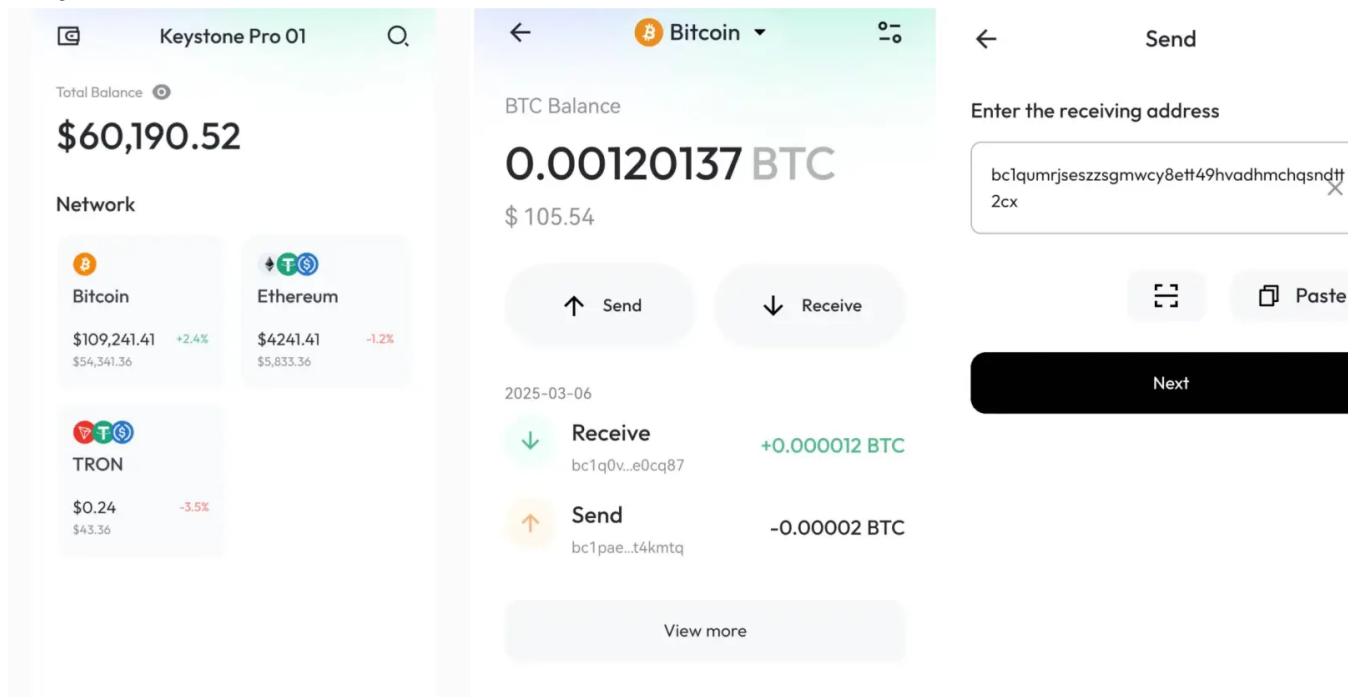 Keystone Pro 01
Total Balance
$60,190.52
Network
Bitcoin
$109,241.41 +2.4%
$54,341.36
Ethereum
$4241.41 -1.2%
$5,833.36
TRON
$0.24 -3.5%
$43.36
Bitcoin
BTC Balance
0.00120137 BTC
$ 105.54
Send
Receive
2025-03-06
Receive
+0.000012 BTC
bc1q0v...e0cq87
Send
-0.00002 BTC
bc1pae...t4kmtq
View more
Send
Enter the receiving address
bc1qumrjseszzsgmwcy8ett49hvadhmchqsndtt
2cx
Paste
Next